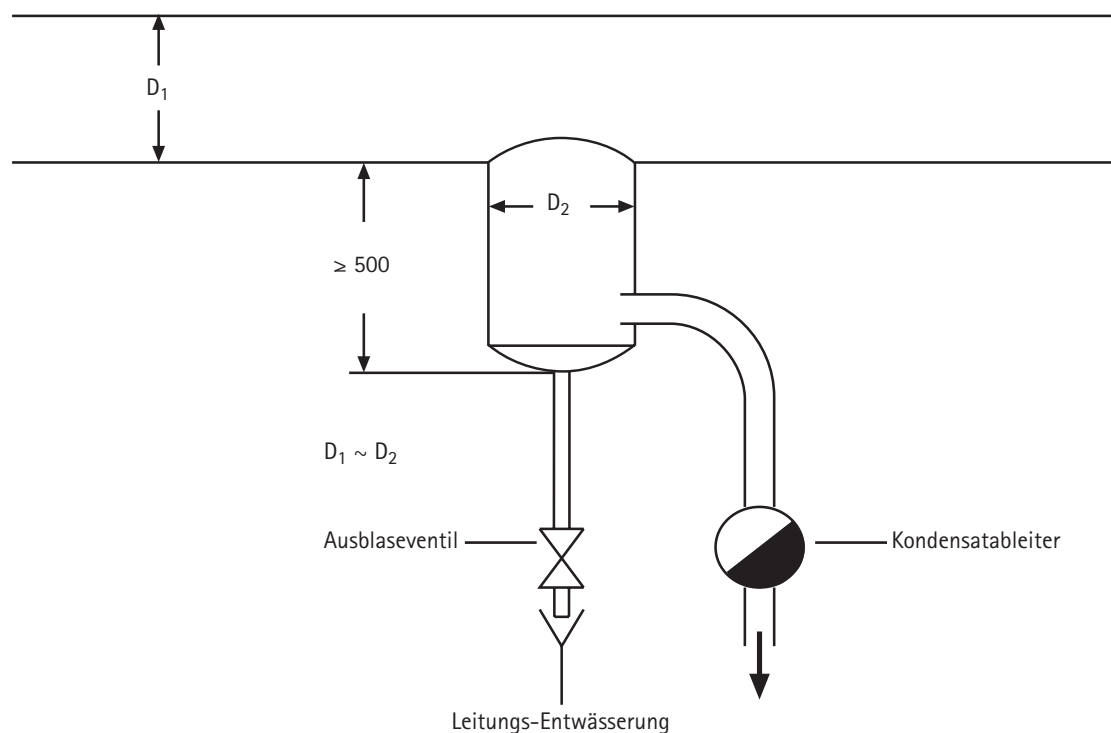 D₁
D₂
≥ 500
D₁ ~ D₂
Ausblaseventil
Kondensatableiter
Leitungs-Entwässerung